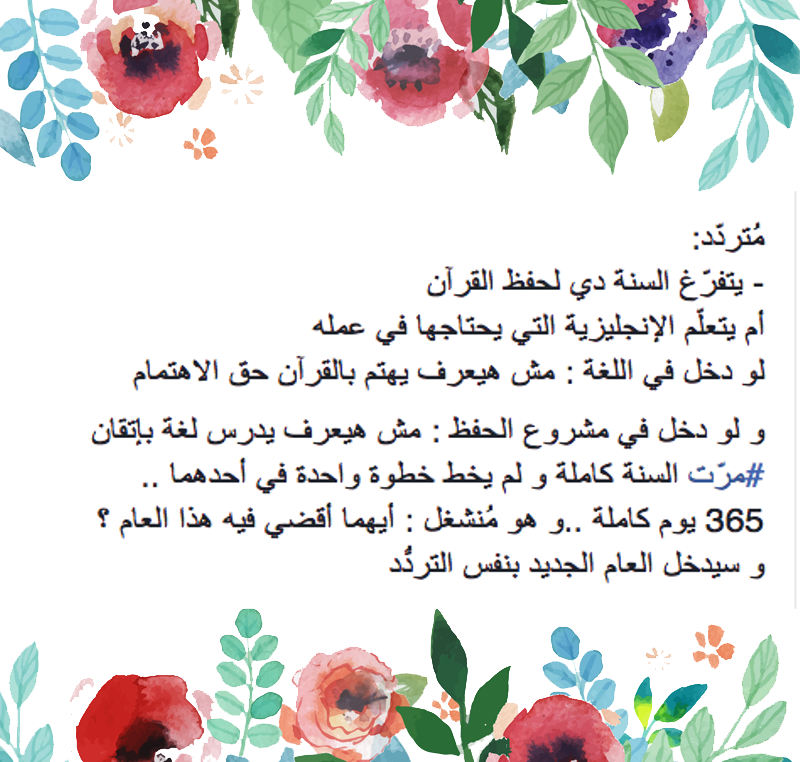 مُتردّد:
- يتفرّغ السنة دي لحفظ القرآن
أم يتعلّم الإنجليزية التي يحتاجها في عمله
لو دخل في اللغة : مش هيعرف يهتم بالقرآن حق الاهتمام
و لو دخل في مشروع الحفظ : مش هيعرف يدرس لغة بإتقان
#مرّت السنة كاملة و لم يخط خطوة واحدة في أحدهما ..
365 يوم كاملة ..و هو مُنشغل : أيهما أقضي فيه هذا العام ؟
و سيدخل العام الجديد بنفس التردُّد